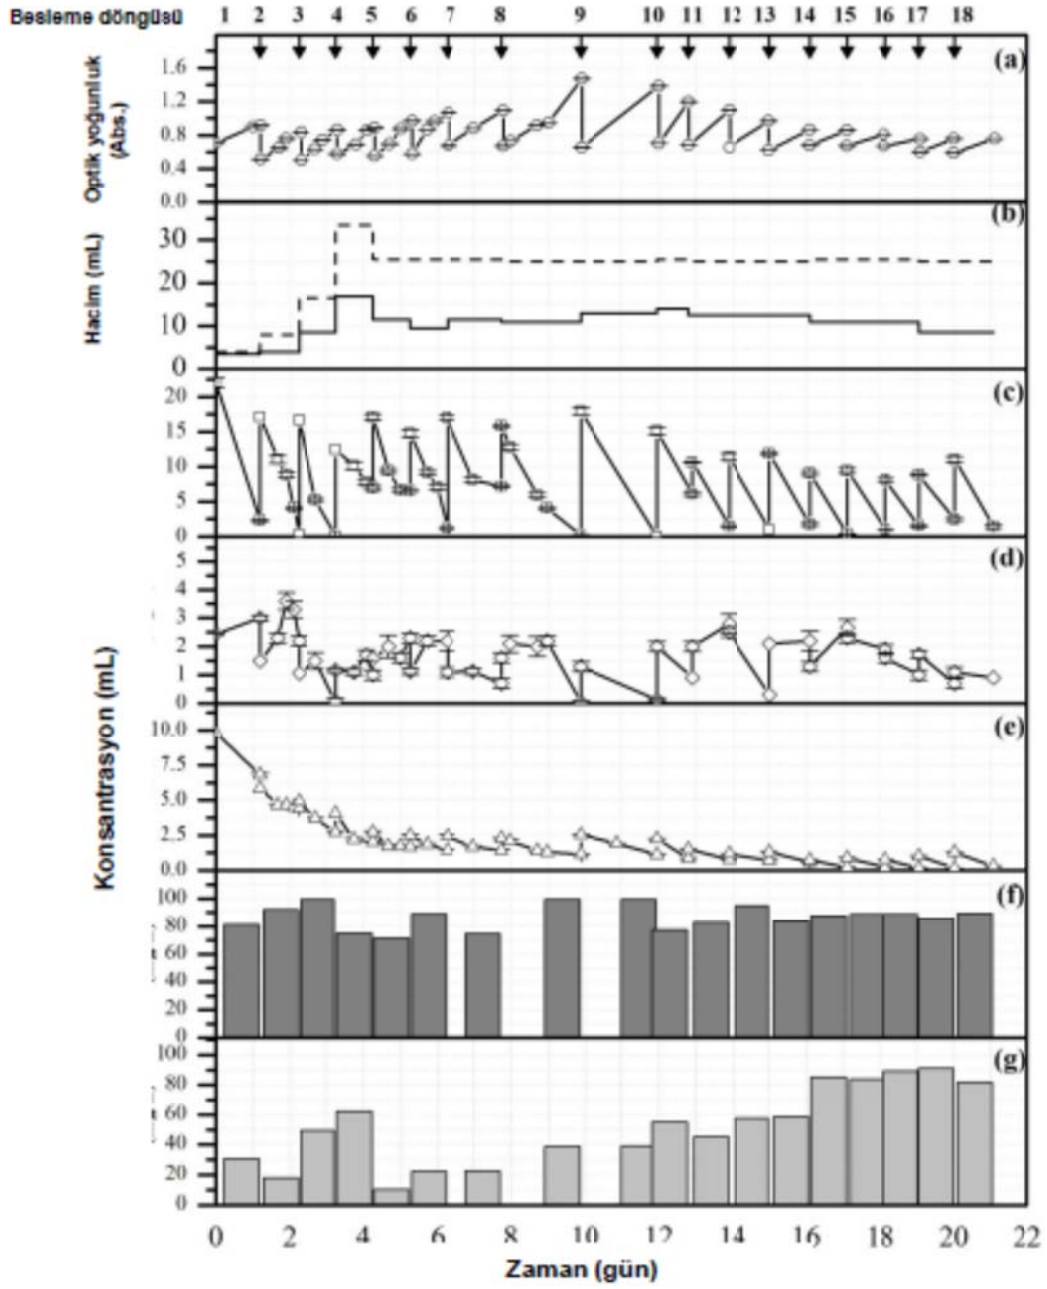 Besleme döngüsü 1 2 3 4 5 6 7 8 9 10 11 12 13 14 15 16 17 18
(a)
Optik yoğunluk
(Abs.)
1.6
1.2
0.8
0.4
0.0
(b)
Hacim (mL)
30
20
10
0
(c)
20
15
10
5
0
(d)
5
4
3
2
1
0
Konsantrasyon (mL)
(e)
10.0
7.5
5.0
2.5
0.0
(f)
100
80
60
40
20
0
(g)
100
80
60
40
20
0
0 2 4 6 8 10 12 14 16 18 20 22
Zaman (gün)